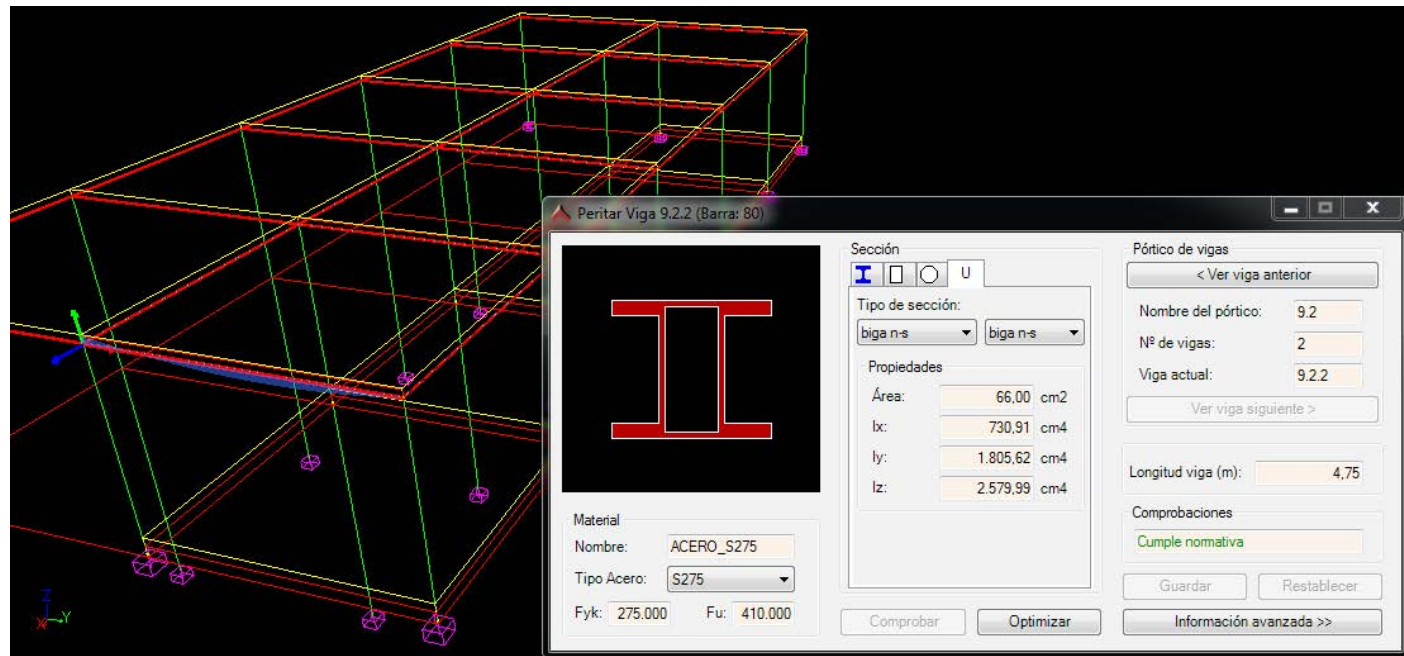 Peritar Viga 9.2.2 (Barra: 80)
Sección
U
Tipo de sección:
biga n-s biga n-s
Propiedades
Área: 66,00 cm2
Ix: 730,91 cm4
Iy: 1.805,62 cm4
Iz: 2.579,99 cm4
Material
Nombre: ACERO_S275
Tipo Acero: S275
Fyk: 275.000 Fu: 410.000
Comprobar Optimizar
Pórtico de vigas
< Ver viga anterior
Nombre del pórtico: 9.2
Nº de vigas: 2
Viga actual: 9.2.2
Ver viga siguiente >
Longitud viga (m): 4,75
Comprobaciones
Cumple normativa
Guardar Restablecer
Información avanzada >>
Z
X Y